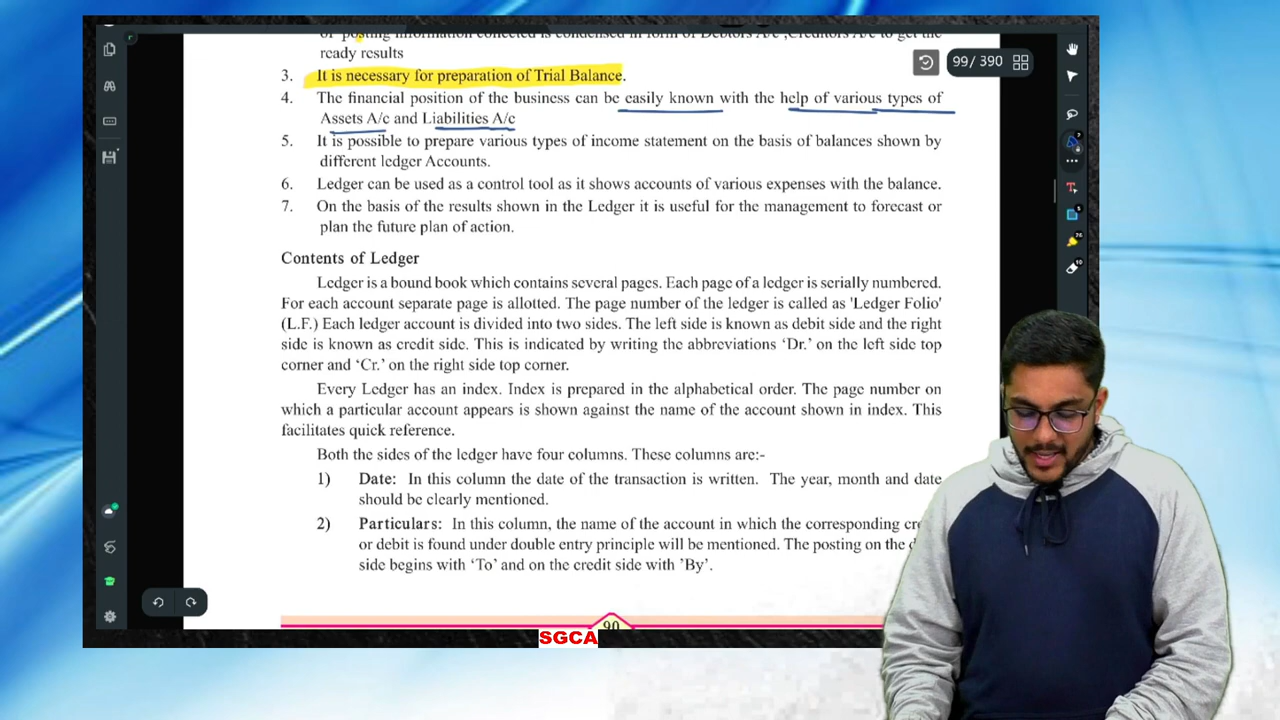 or posting information collected is condensed in form of Debtors A/c ,Creditors A/c to get the
ready results
3. It is necessary for preparation of Trial Balance.
99/ 390
4. The financial position of the business can be easily known with the help of various types of
Assets A/c and Liabilities A/c
5. It is possible to prepare various types of income statement on the basis of balances shown by
different ledger Accounts.
6. Ledger can be used as a control tool as it shows accounts of various expenses with the balance.
7. On the basis of the results shown in the Ledger it is useful for the management to forecast or
plan the future plan of action.
Contents of Ledger
Ledger is a bound book which contains several pages. Each page of a ledger is serially numbered.
For each account separate page is allotted. The page number of the ledger is called as 'Ledger Folio'
(L.F.) Each ledger account is divided into two sides. The left side is known as debit side and the right
side is known as credit side. This is indicated by writing the abbreviations ‘Dr.’ on the left side top
corner and ‘Cr.’ on the right side top corner.
Every Ledger has an index. Index is prepared in the alphabetical order. The page number on
which a particular account appears is shown against the name of the account shown in index. This
facilitates quick reference.
Both the sides of the ledger have four columns. These columns are:-
1) Date: In this column the date of the transaction is written. The year, month and date
should be clearly mentioned.
2) Particulars: In this column, the name of the account in which the corresponding
or debit is found under double entry principle will be mentioned. The posting on the
side begins with ‘To’ and on the credit side with ’By’.
90
SGCA